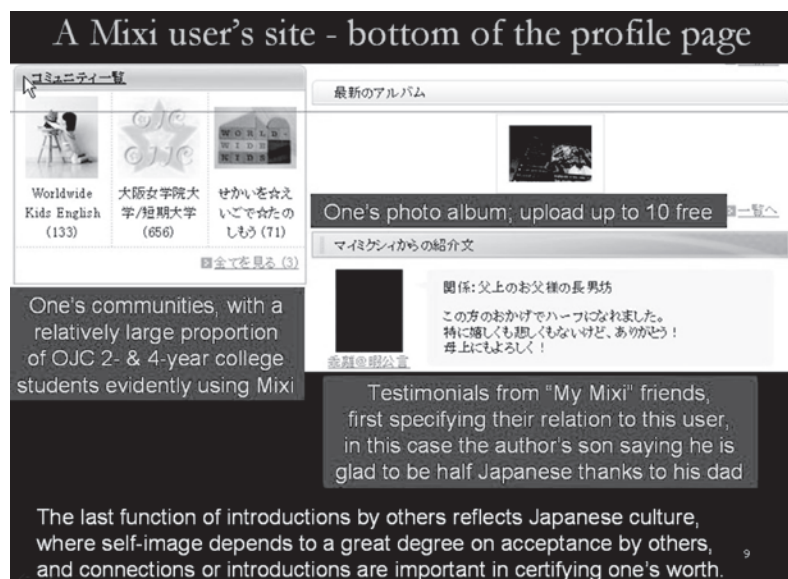 A Mixi user's site - bottom of the profile page
コミュニティ一覧
Worldwide
Kids English
(133)
大阪女学院大
学/短期大学
(656)
OJC
OJJC
WORLD-
WIDE
KIDS
せかいを☆え
いごで☆たの
しもう (71)
全てを見る (3)
One's communities, with a
relatively large proportion
of OJC 2- & 4-year college
students evidently using Mixi
最新のアルバム
One's photo album; upload up to 10 free
一覧へ
マイミクシィからの紹介文
関係:父上のお父様の長男坊
この方のおかげでハーフになれました。
特に嬉しくも悲しくもないけど、ありがとう!
母上にもよろしく!
Testimonials from "My Mixi" friends,
first specifying their relation to this user,
in this case the author's son saying he is
glad to be half Japanese thanks to his dad
The last function of introductions by others reflects Japanese culture,
where self-image depends to a great degree on acceptance by others,
and connections or introductions are important in certifying one's worth.
9